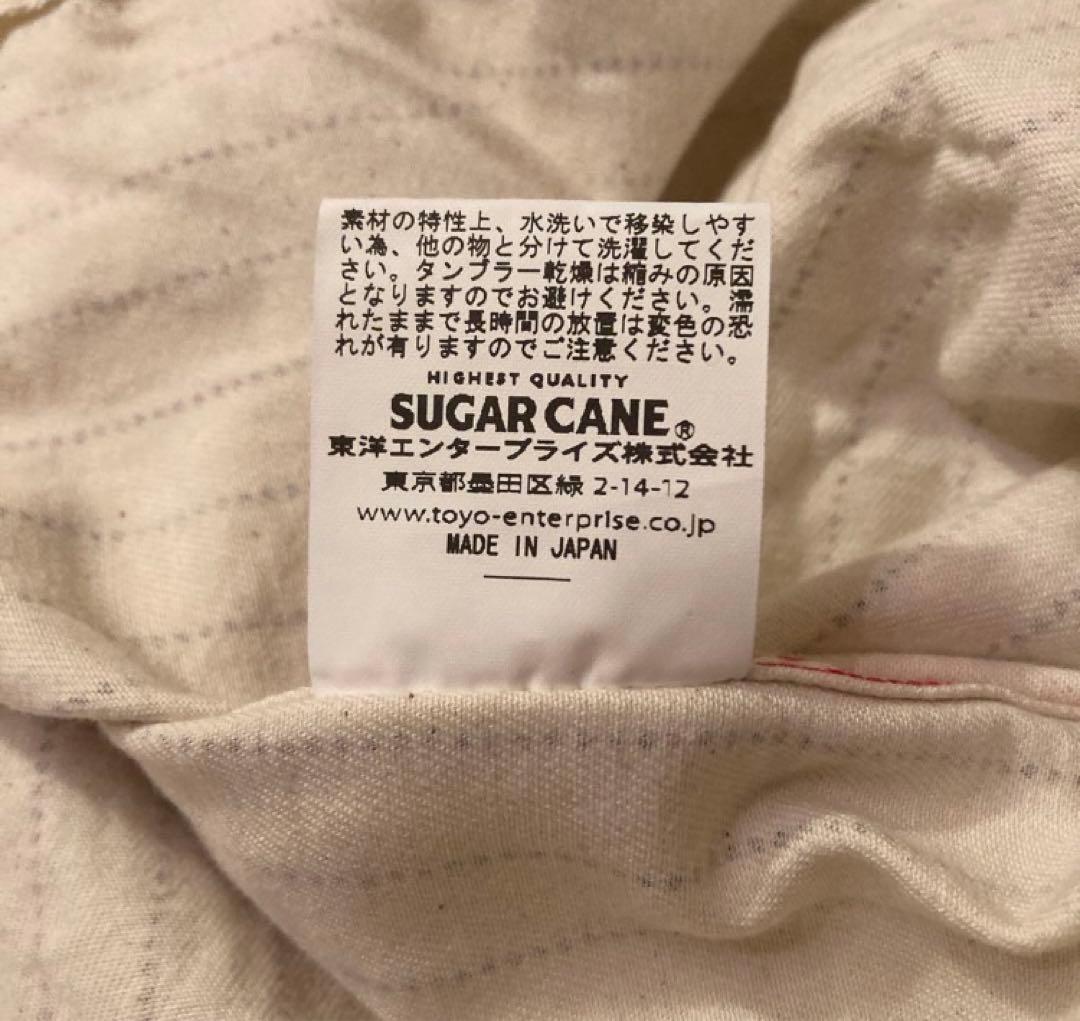 素材の特性上、水洗いで移染しやす
い為、他の物と分けて洗濯してくだ
さい。タンブラー乾燥は縮みの原因
となりますのでお避けください。濡
れたままで長時間の放置は変色の恐
れが有りますのでご注意ください。
HIGHEST QUALITY
SUGAR CANE®
東洋エンタープライズ株式会社
東京都墨田区緑 2-14-12
www.toyo-enterprise.co.jp
MADE IN JAPAN